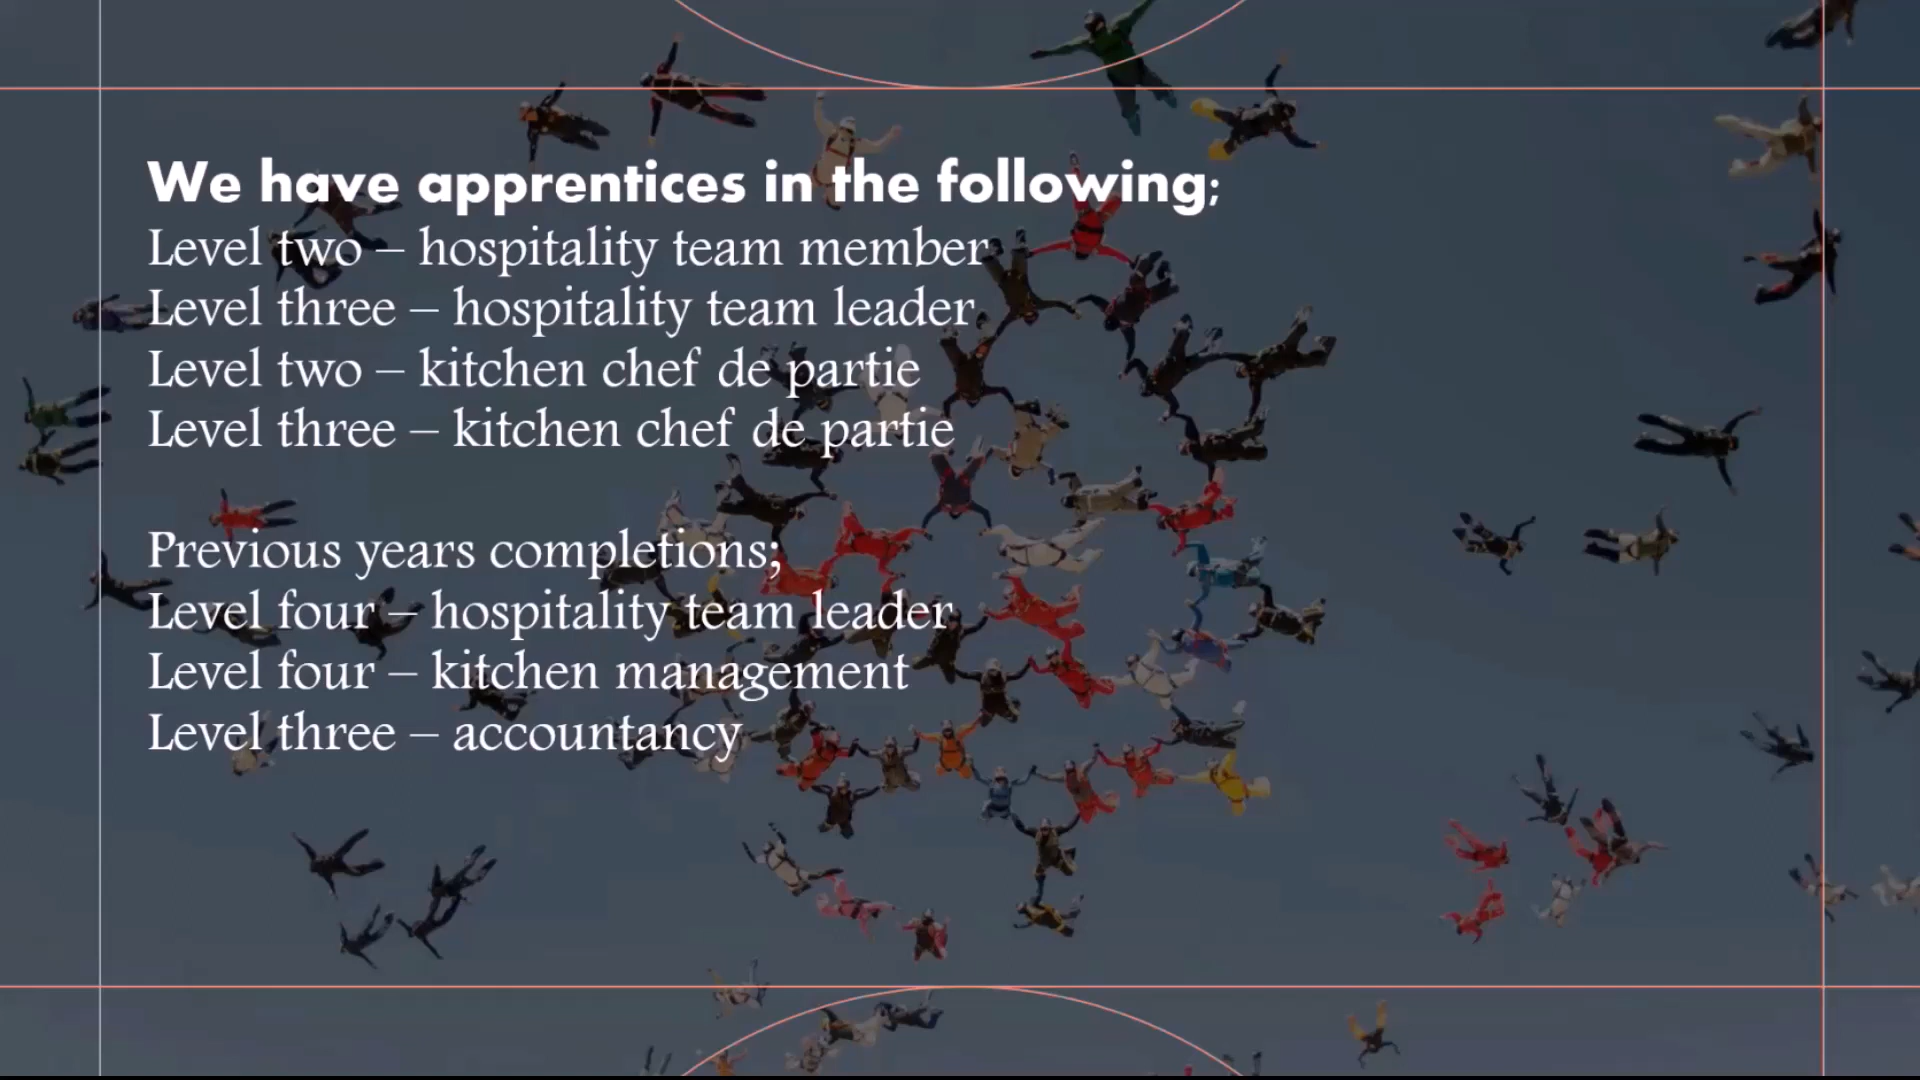 We have apprentices in the following;
Level two – hospitality team member
Level three – hospitality team leader
Level two – kitchen chef de partie
Level three – kitchen chef de partie
Previous years completions;
Level four – hospitality team leader
Level four – kitchen management
Level three – accountancy